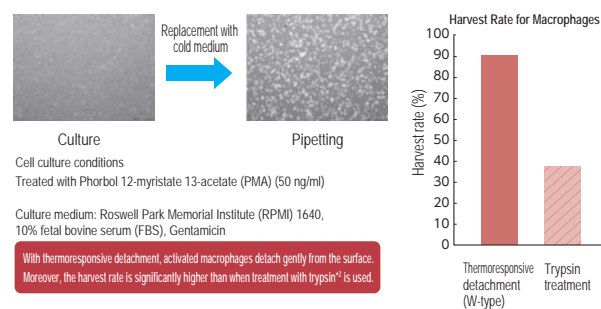 Replacement with
cold medium
Culture
Pipetting
Cell culture conditions
Treated with Phorbol 12-myristate 13-acetate (PMA) (50 ng/ml)
Culture medium: Roswell Park Memorial Institute (RPMI) 1640,
10% fetal bovine serum (FBS), Gentamicin
With thermoresponsive detachment, activated macrophages detach gently from the surface.
Moreover, the harvest rate is significantly higher than when treatment with trypsin*2 is used.
Harvest Rate for Macrophages
Harvest rate (%)
100
90
80
70
60
50
40
30
20
10
0
Thermoresponsive
detachment
(W-type)
Trypsin
treatment